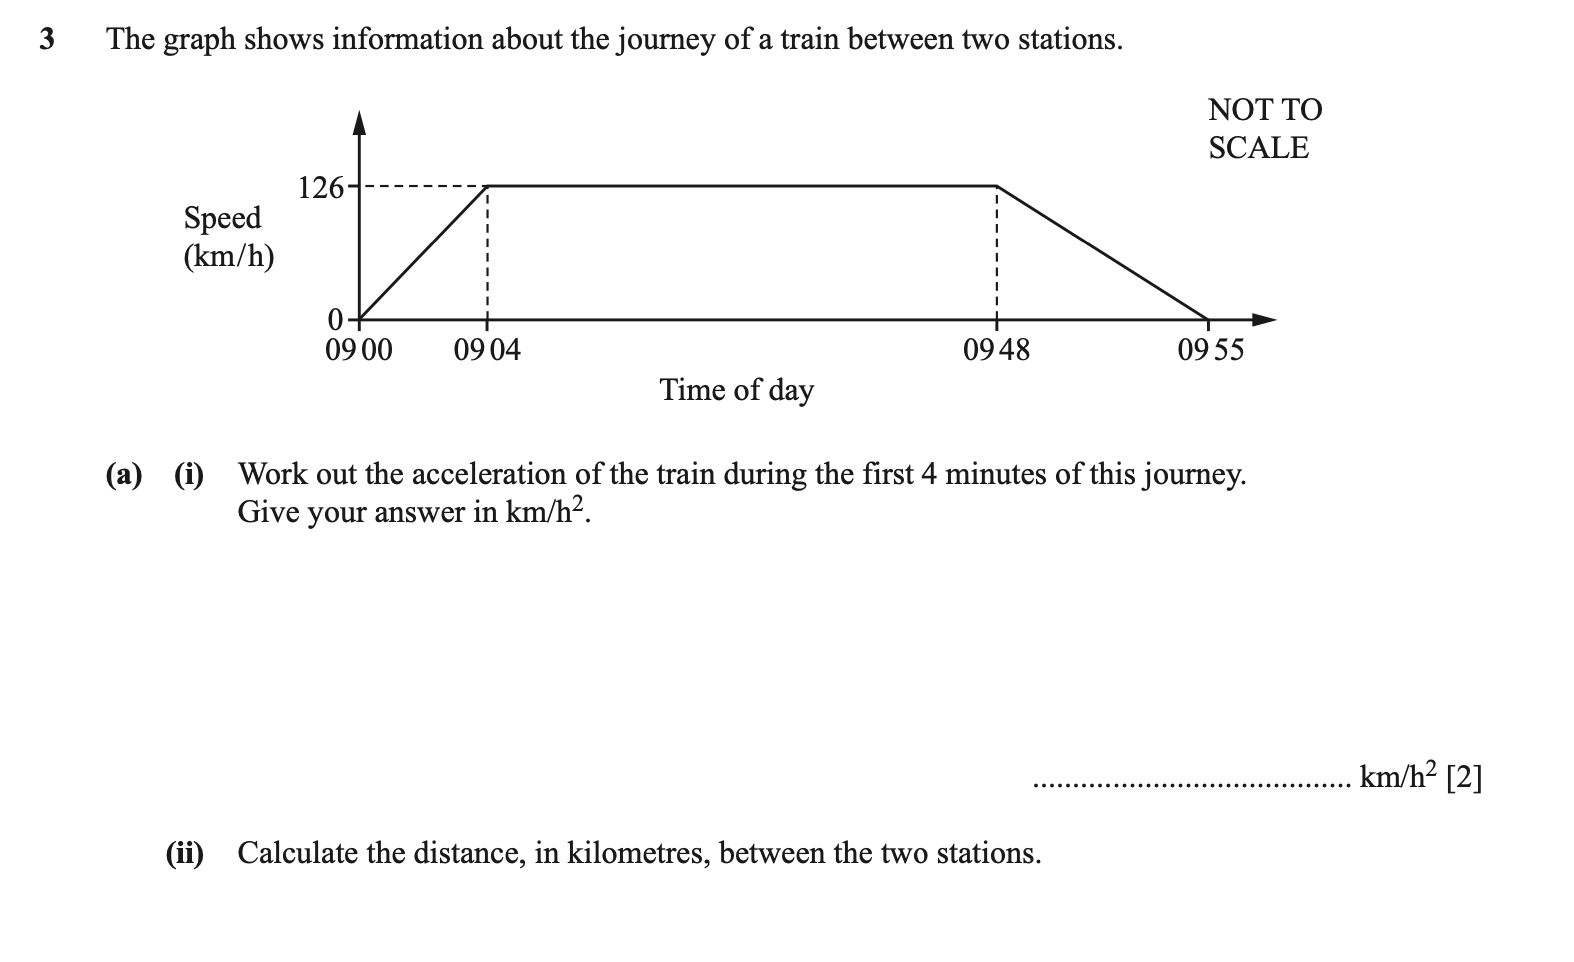 3 The graph shows information about the journey of a train between two stations.
NOT TO
SCALE
126
Speed
(km/h)
0
09 00 09 04 09 48 09 55
Time of day
(a) (i) Work out the acceleration of the train during the first 4 minutes of this journey.
Give your answer in km/h².
........................................ km/h² [2]
(ii) Calculate the distance, in kilometres, between the two stations.